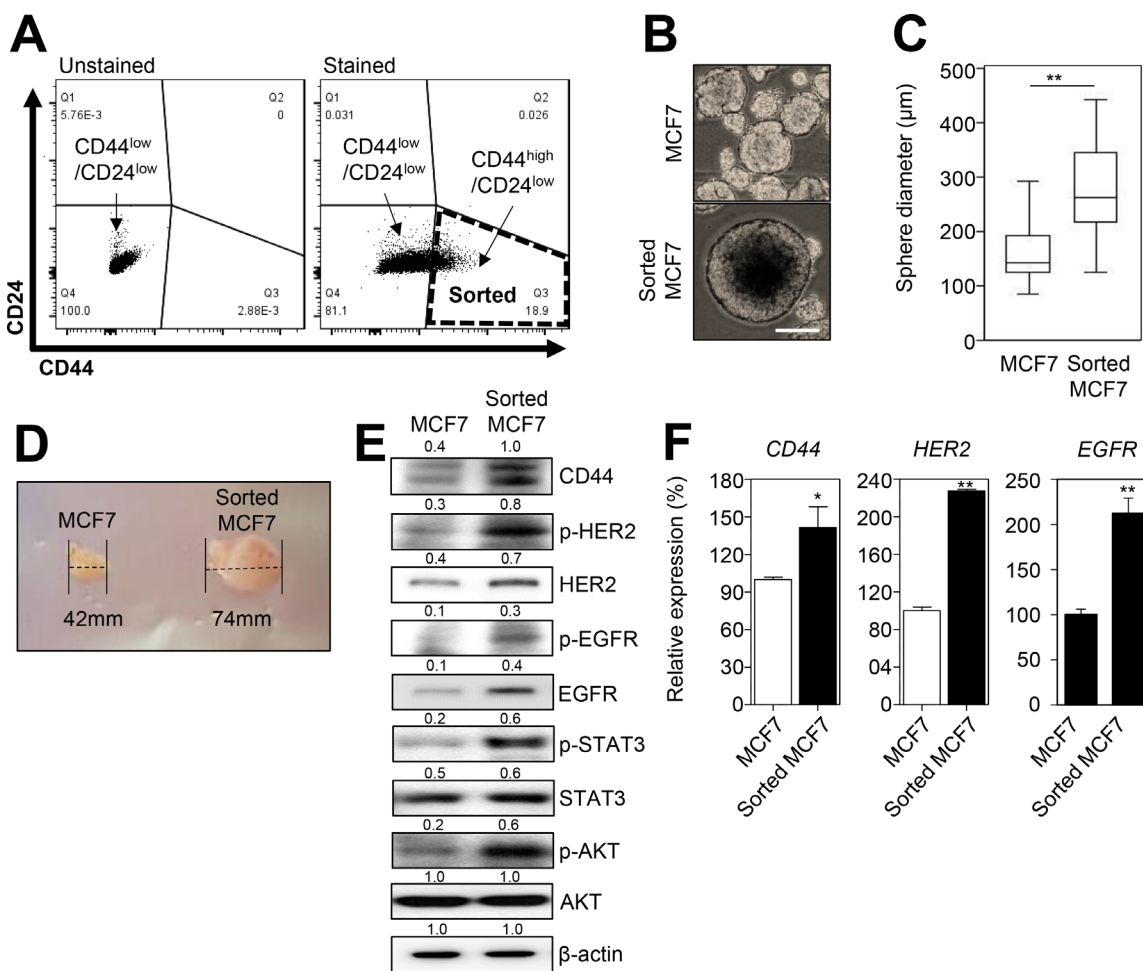 A
Unstained
Stained
Q1
5.76E-3
Q2
0
CD44low
/CD24low
Q4
100.0
Q3
2.88E-3
Q1
0.031
Q2
0.026
CD44low
/CD24low
CD44high
/CD24low
Sorted
Q4
81.1
Q3
18.9
CD24
CD44
B
MCF7
Sorted
MCF7
C
Sphere diameter (µm)
500
400
300
200
100
0
**
MCF7
Sorted
MCF7
D
MCF7
Sorted
MCF7
42mm
74mm
E
MCF7
Sorted
MCF7
0.4 1.0
CD44
0.3 0.8
p-HER2
0.4 0.7
HER2
0.1 0.3
p-EGFR
0.1 0.4
EGFR
0.2 0.6
p-STAT3
0.5 0.6
STAT3
0.2 0.6
p-AKT
1.0 1.0
AKT
1.0 1.0
β-actin
F
Relative expression (%)
CD44
180
150
120
90
60
30
0
*
MCF7
Sorted MCF7
HER2
240
200
160
120
80
04
0
**
MCF7
Sorted MCF7
EGFR
250
200
150
100
50
0
**
MCF7
Sorted MCF7